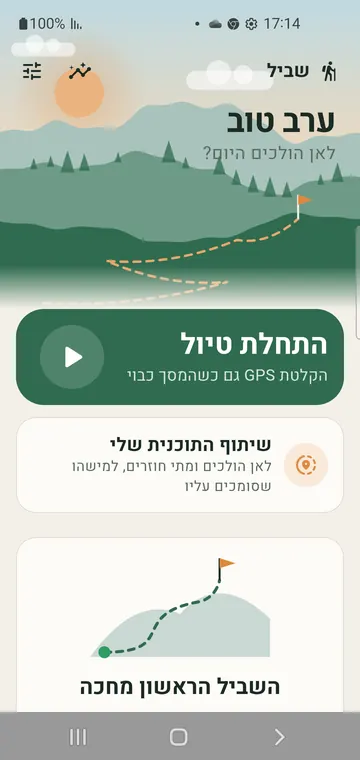 100% 17:14
שביל
ערב טוב
לאן הולכים היום?
התחלת טיול
הקלטת GPS גם כשהמסך כבוי
שיתוף התוכנית שלי
לאן הולכים ומתי חוזרים, למישהו
שסומכים עליו
השביל הראשון מחכה